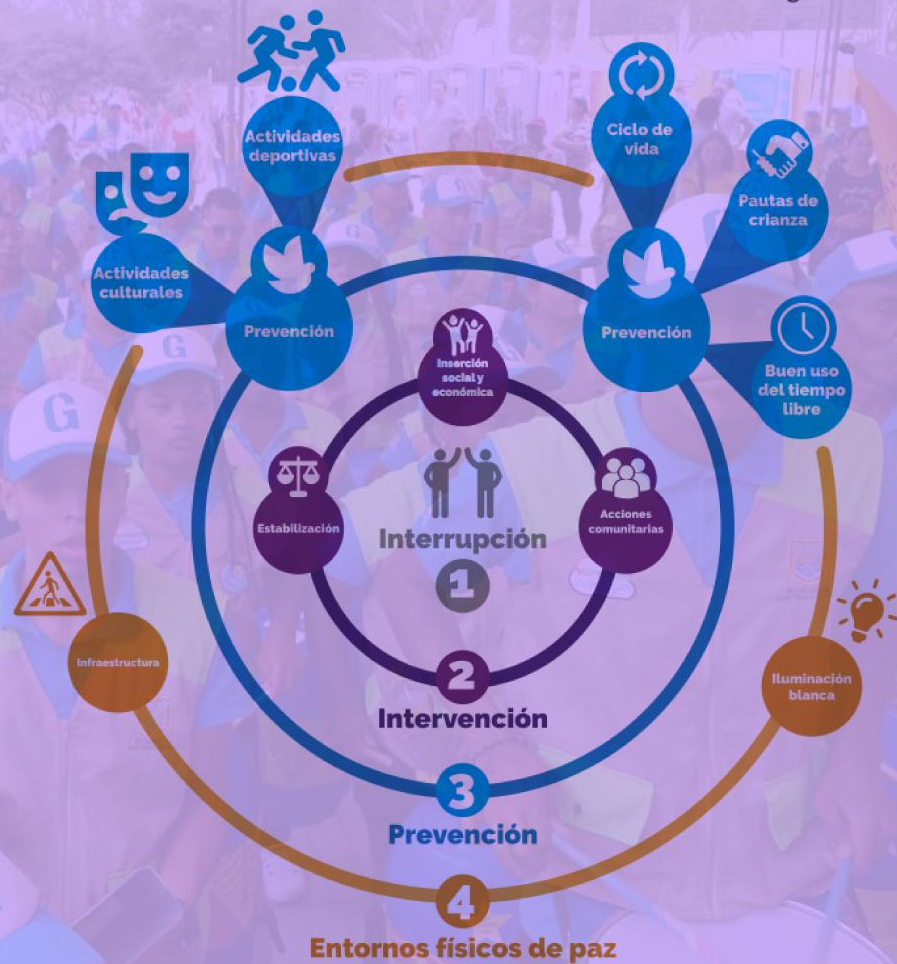 Actividades
deportivas
Ciclo de
vida
Pautas de
crianza
Actividades
culturales
Prevención
Prevención
Buen uso
del tiempo
libre
Inserción
social y
económica
Estabilización
Acciones
comunitarias
Interrupción
1
Infraestructura
Iluminación
blanca
2
Intervención
3
Prevención
4
Entornos físicos de paz
G
G